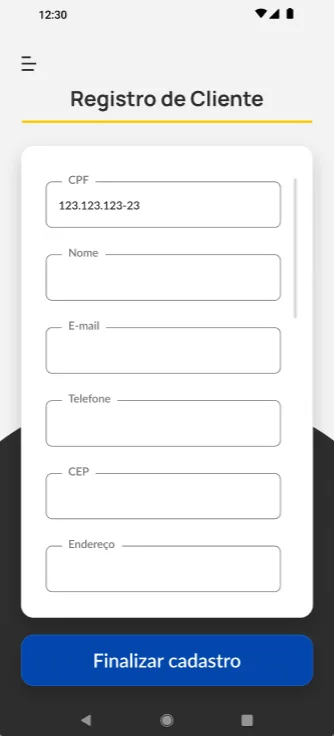 12:30
Registro de Cliente
CPF
123.123.123-23
Nome
E-mail
Telefone
CEP
Endereço
Finalizar cadastro